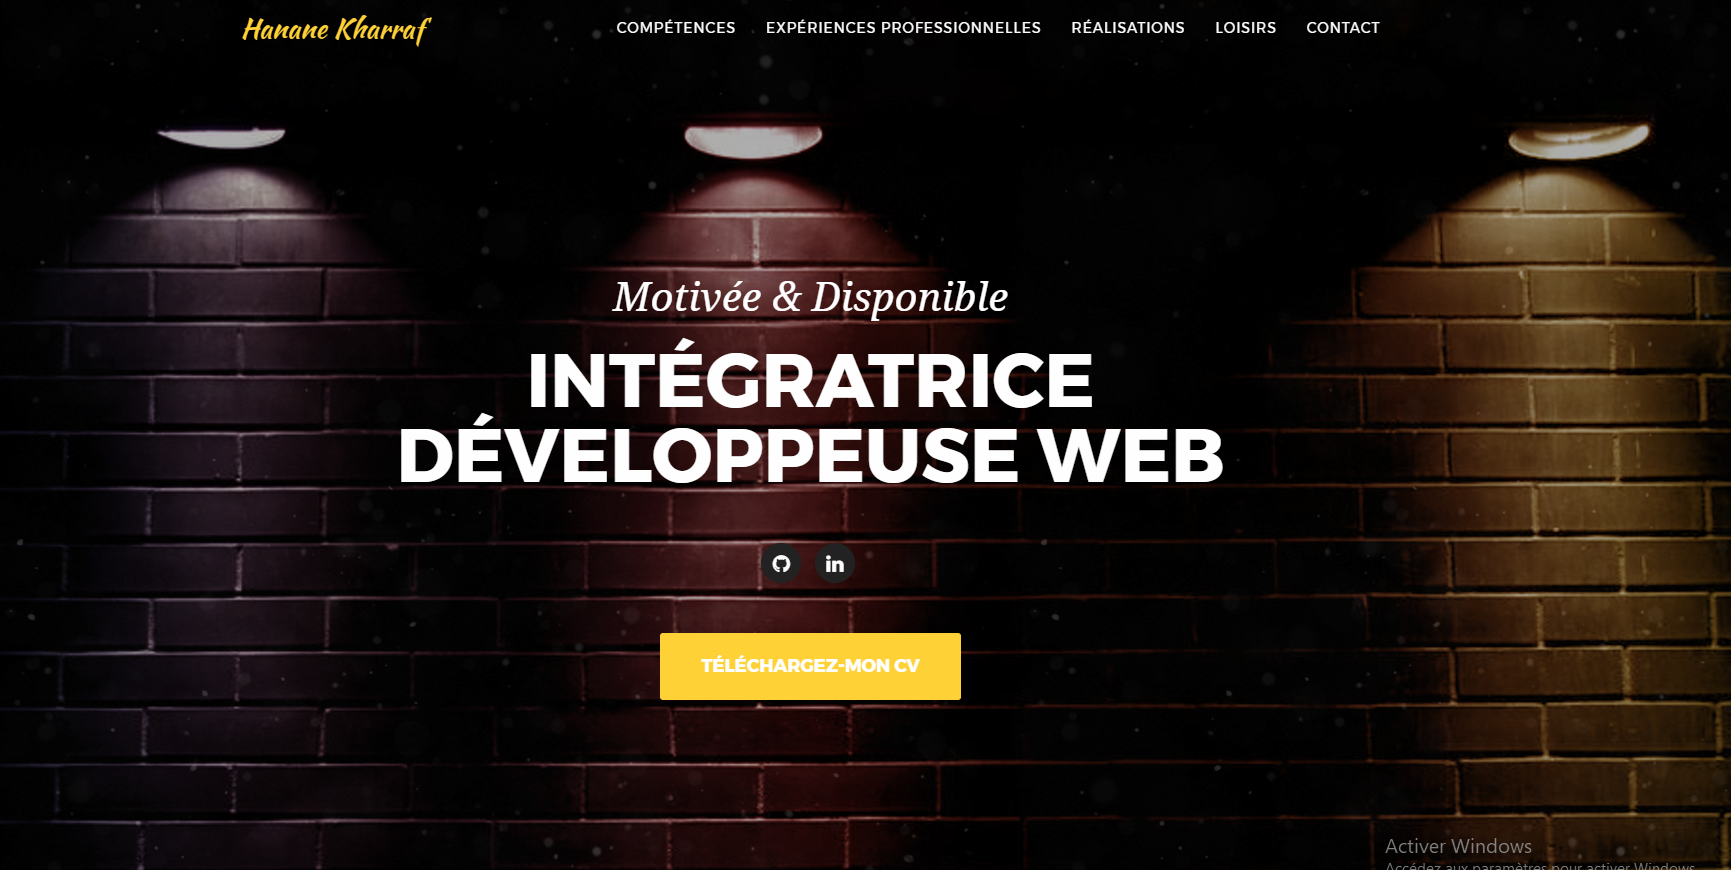 Hanane Kharraf
COMPÉTENCES
EXPÉRIENCES PROFESSIONNELLES
RÉALISATIONS
LOISIRS
CONTACT
Motivée & Disponible
INTÉGRATRICE
DÉVELOPPEUSE WEB
in
TÉLÉCHARGEZ-MON CV
Activer Windows
Accédez aux paramètres pour activer Windows.